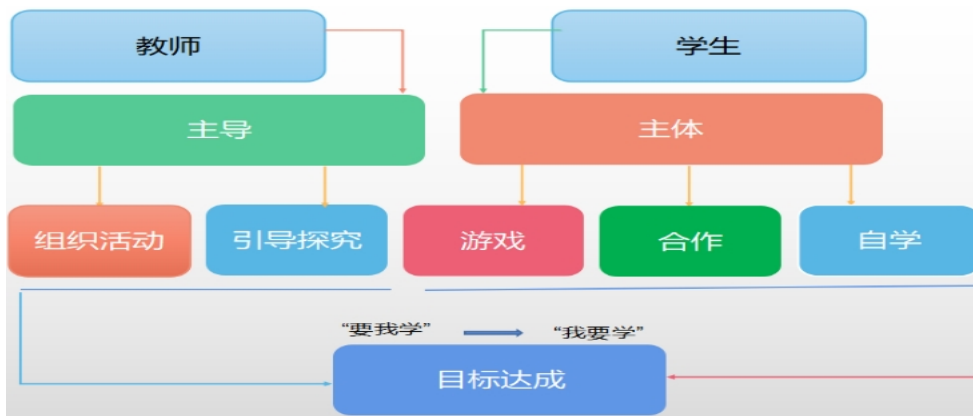 教师
学生
主导
主体
组织活动
引导探究
游戏
合作
自学
“要我学”
“我要学”
目标达成